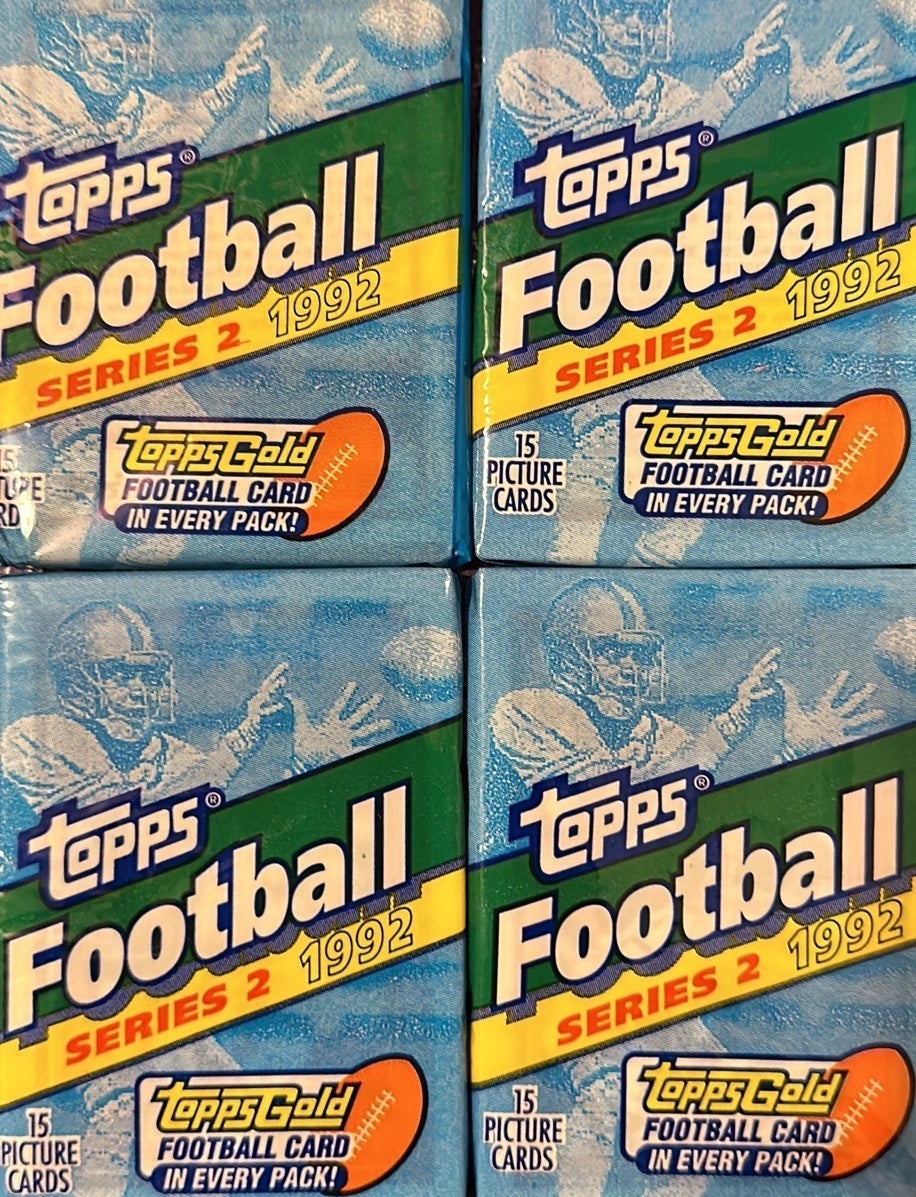 Topps®
Football
SERIES 2 1992
ToppsGold
FOOTBALL CARD
IN EVERY PACK!
Topps®
Football
SERIES 2 1992
15
PICTURE
CARDS
ToppsGold
FOOTBALL CARD
IN EVERY PACK!
Topps®
Football
SERIES 2 1992
15
PICTURE
CARDS
ToppsGold
FOOTBALL CARD
IN EVERY PACK!
Topps®
Football
SERIES 2 1992
15
PICTURE
CARDS
ToppsGold
FOOTBALL CARD
IN EVERY PACK!